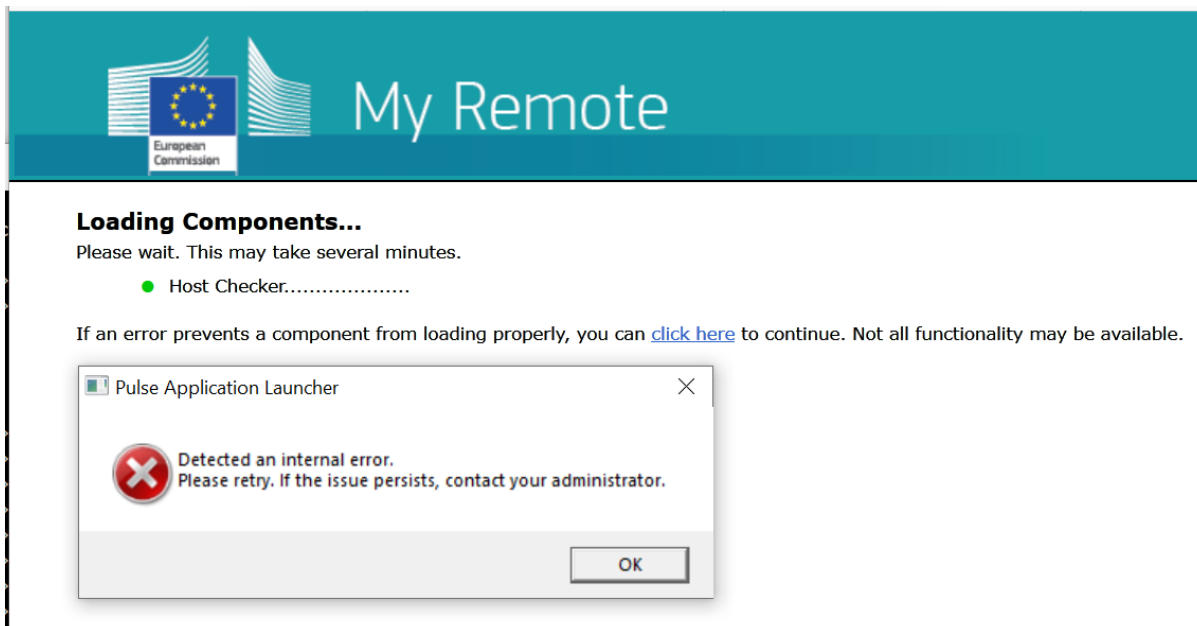 European
Commission
My Remote
Loading Components...
Please wait. This may take several minutes.
Host Checker....................
If an error prevents a component from loading properly, you can click here to continue. Not all functionality may be available.
Pulse Application Launcher
Detected an internal error.
Please retry. If the issue persists, contact your administrator.
OK